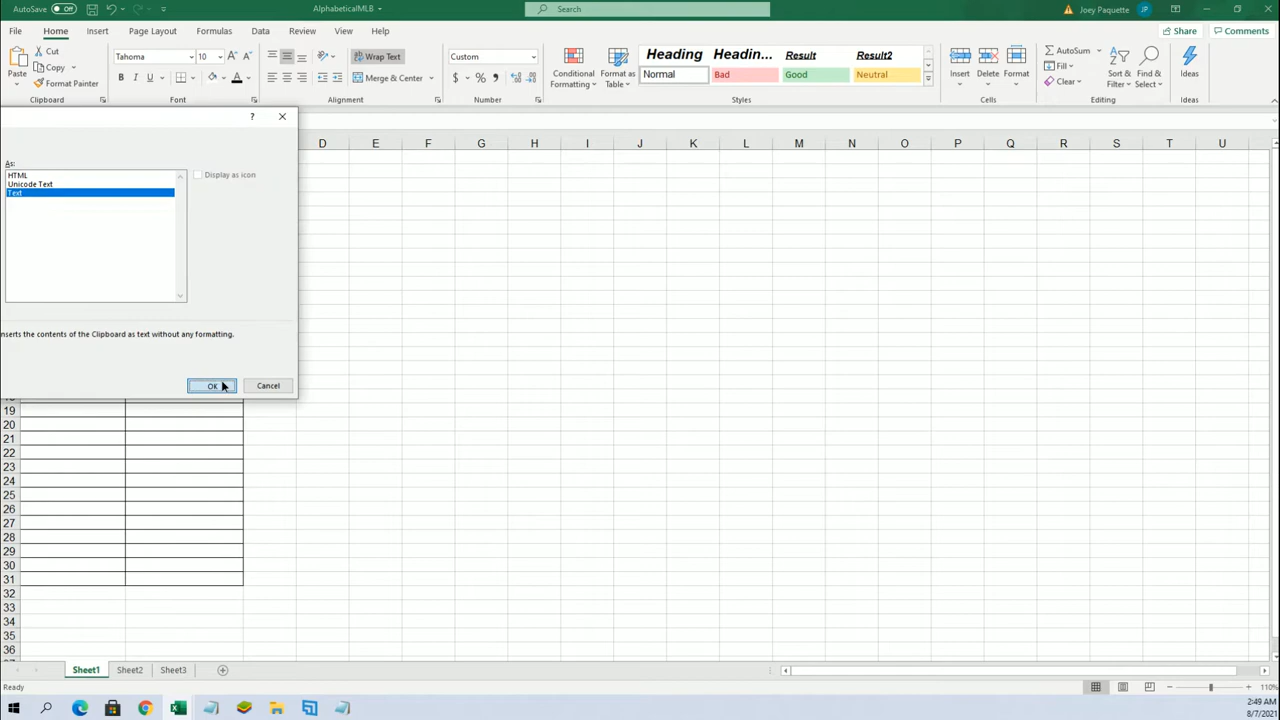 AutoSave Off AlphabeticalMLB Search Joey Paquette JP
File Home Insert Page Layout Formulas Data Review View Help Share Comments
Paste Cut Copy Format Painter Clipboard
Tahoma 10 B I U A Font
ab Wrap Text Merge & Center Alignment
Custom $ % , Number
Conditional Formatting Format as Table
Heading Headin... Result Result2
Normal Bad Good Neutral
Styles
Insert Delete Format Cells
AutoSum Fill Clear Sort & Filter Find & Select Editing
Ideas Ideas
? ×
D E F G H I J K L M N O P Q R S T U
As:
HTML
Unicode Text
Text
Display as icon
nserts the contents of the Clipboard as text without any formatting.
OK Cancel
19
20
21
22
23
24
25
26
27
28
29
30
31
32
33
34
35
36
Sheet1 Sheet2 Sheet3
Ready 110%
2:49 AM
8/7/2021